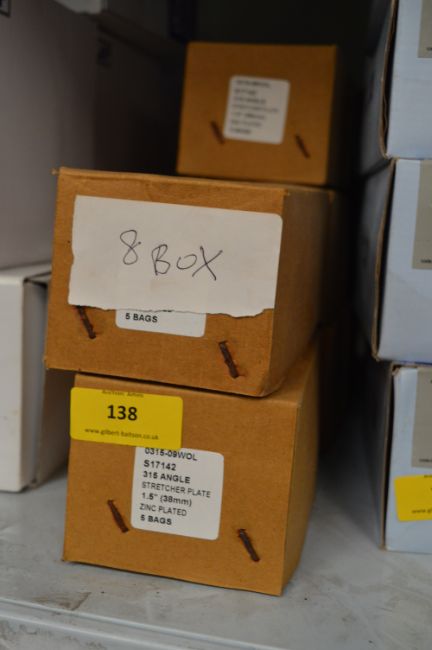 S17142
8 BOX
5 BAGS
138
www.gilbert-baitson.co.uk
0315-09WOL
S17142
315 ANGLE
STRETCHER PLATE
1.5" (38mm)
ZINC PLATED
5 BAGS